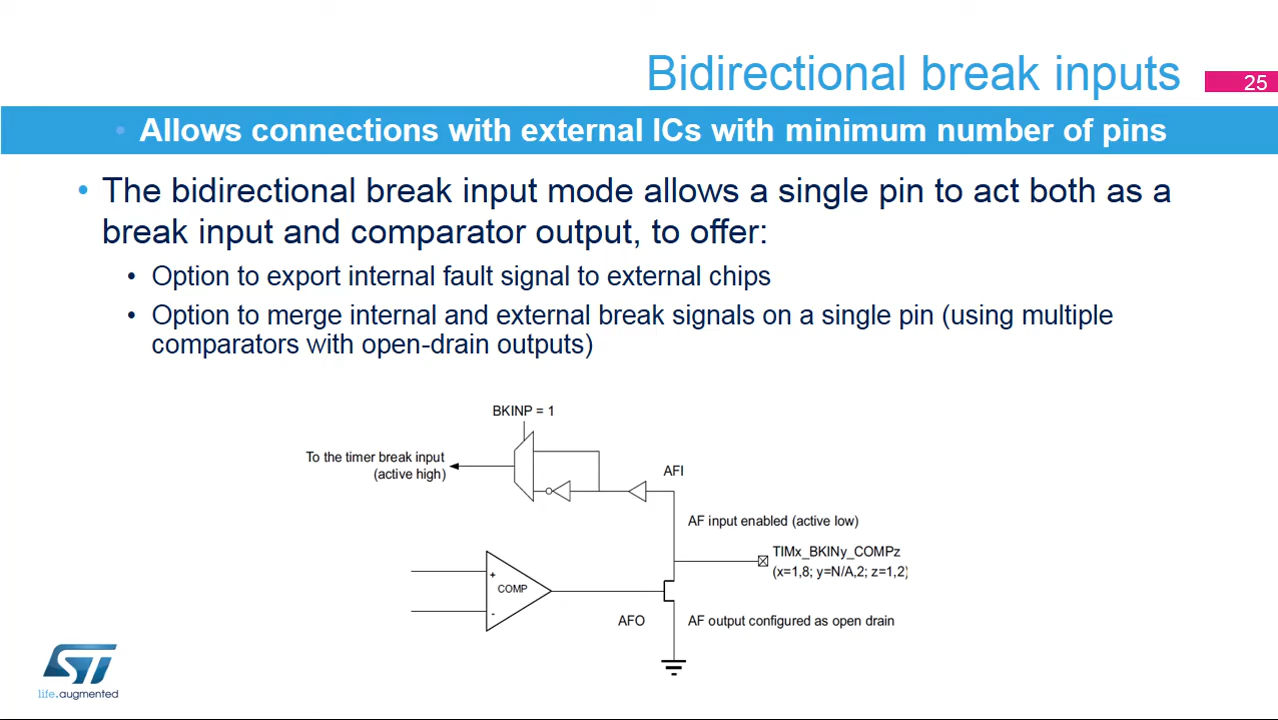 Bidirectional break inputs
25
• Allows connections with external ICs with minimum number of pins
• The bidirectional break input mode allows a single pin to act both as a
break input and comparator output, to offer:
• Option to export internal fault signal to external chips
• Option to merge internal and external break signals on a single pin (using multiple
comparators with open-drain outputs)
BKINP = 1
To the timer break input
(active high)
AFI
AF input enabled (active low)
TIMx_BKINy_COMPz
(x=1,8; y=N/A,2; z=1,2)
+
COMP
-
AFO
AF output configured as open drain
ST
life.augmented